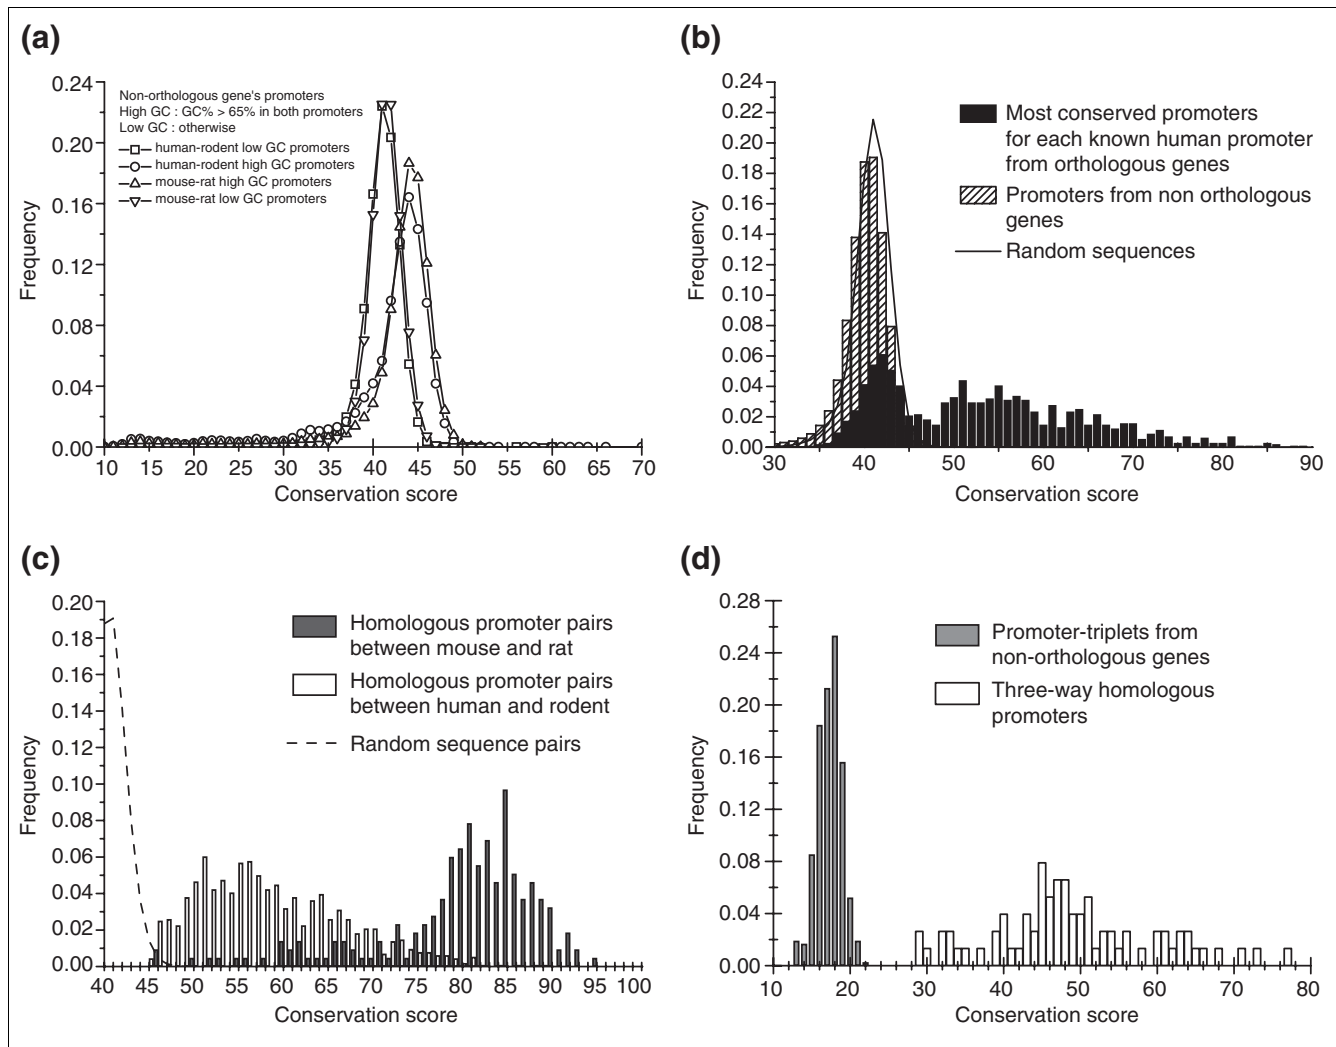 (a)
0.24
0.20
0.16
0.12
0.08
0.04
0.00
Frequency
Non-orthologous gene's promoters
High GC : GC% > 65% in both promoters
Low GC : otherwise
human-rodent low GC promoters
human-rodent high GC promoters
mouse-rat high GC promoters
mouse-rat low GC promoters
10 15 20 25 30 35 40 45 50 55 60 65 70
Conservation score
(b)
0.24
0.22
0.20
0.18
0.16
0.14
0.12
0.10
0.08
0.06
0.04
0.02
0.00
Frequency
Most conserved promoters
for each known human promoter
from orthologous genes
Promoters from non orthologous
genes
Random sequences
30 40 50 60 70 80 90
Conservation score
(c)
0.20
0.18
0.16
0.14
0.12
0.10
0.08
0.06
0.04
0.02
0.00
Frequency
Homologous promoter pairs
between mouse and rat
Homologous promoter pairs
between human and rodent
Random sequence pairs
40 45 50 55 60 65 70 75 80 85 90 95 100
Conservation score
(d)
0.28
0.24
0.20
0.16
0.12
0.08
0.04
0.00
Frequency
Promoter-triplets from
non-orthologous genes
Three-way homologous
promoters
10 20 30 40 50 60 70 80
Conservation score